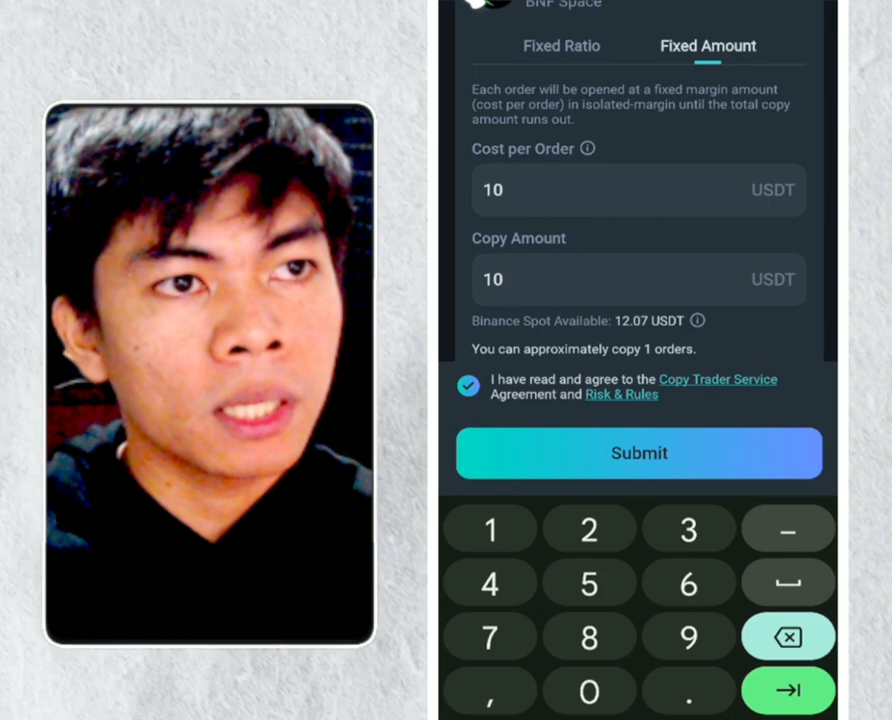 BNF Space
Fixed Ratio
Fixed Amount
Each order will be opened at a fixed margin amount
(cost per order) in isolated-margin until the total copy
amount runs out.
Cost per Order
10 USDT
Copy Amount
10 USDT
Binance Spot Available: 12.07 USDT
You can approximately copy 1 orders.
I have read and agree to the Copy Trader Service
Agreement and Risk & Rules
Submit
1 2 3 –
4 5 6
7 8 9
, 0 .